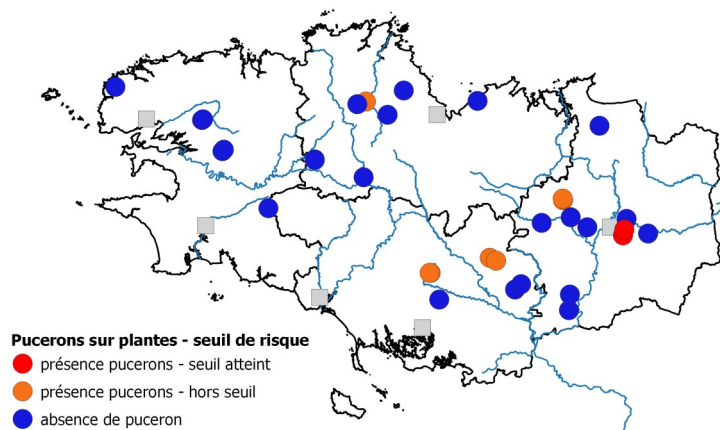 Pucerons sur plantes - seuil de risque
présence pucerons - seuil atteint
présence pucerons - hors seuil
absence de puceron